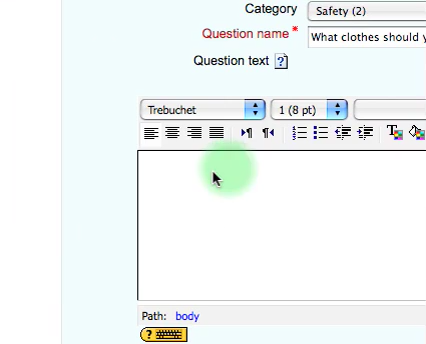 Category Safety (2)
Question name * What clothes should y
Question text ?
Trebuchet 1 (8 pt)
Path: body
?